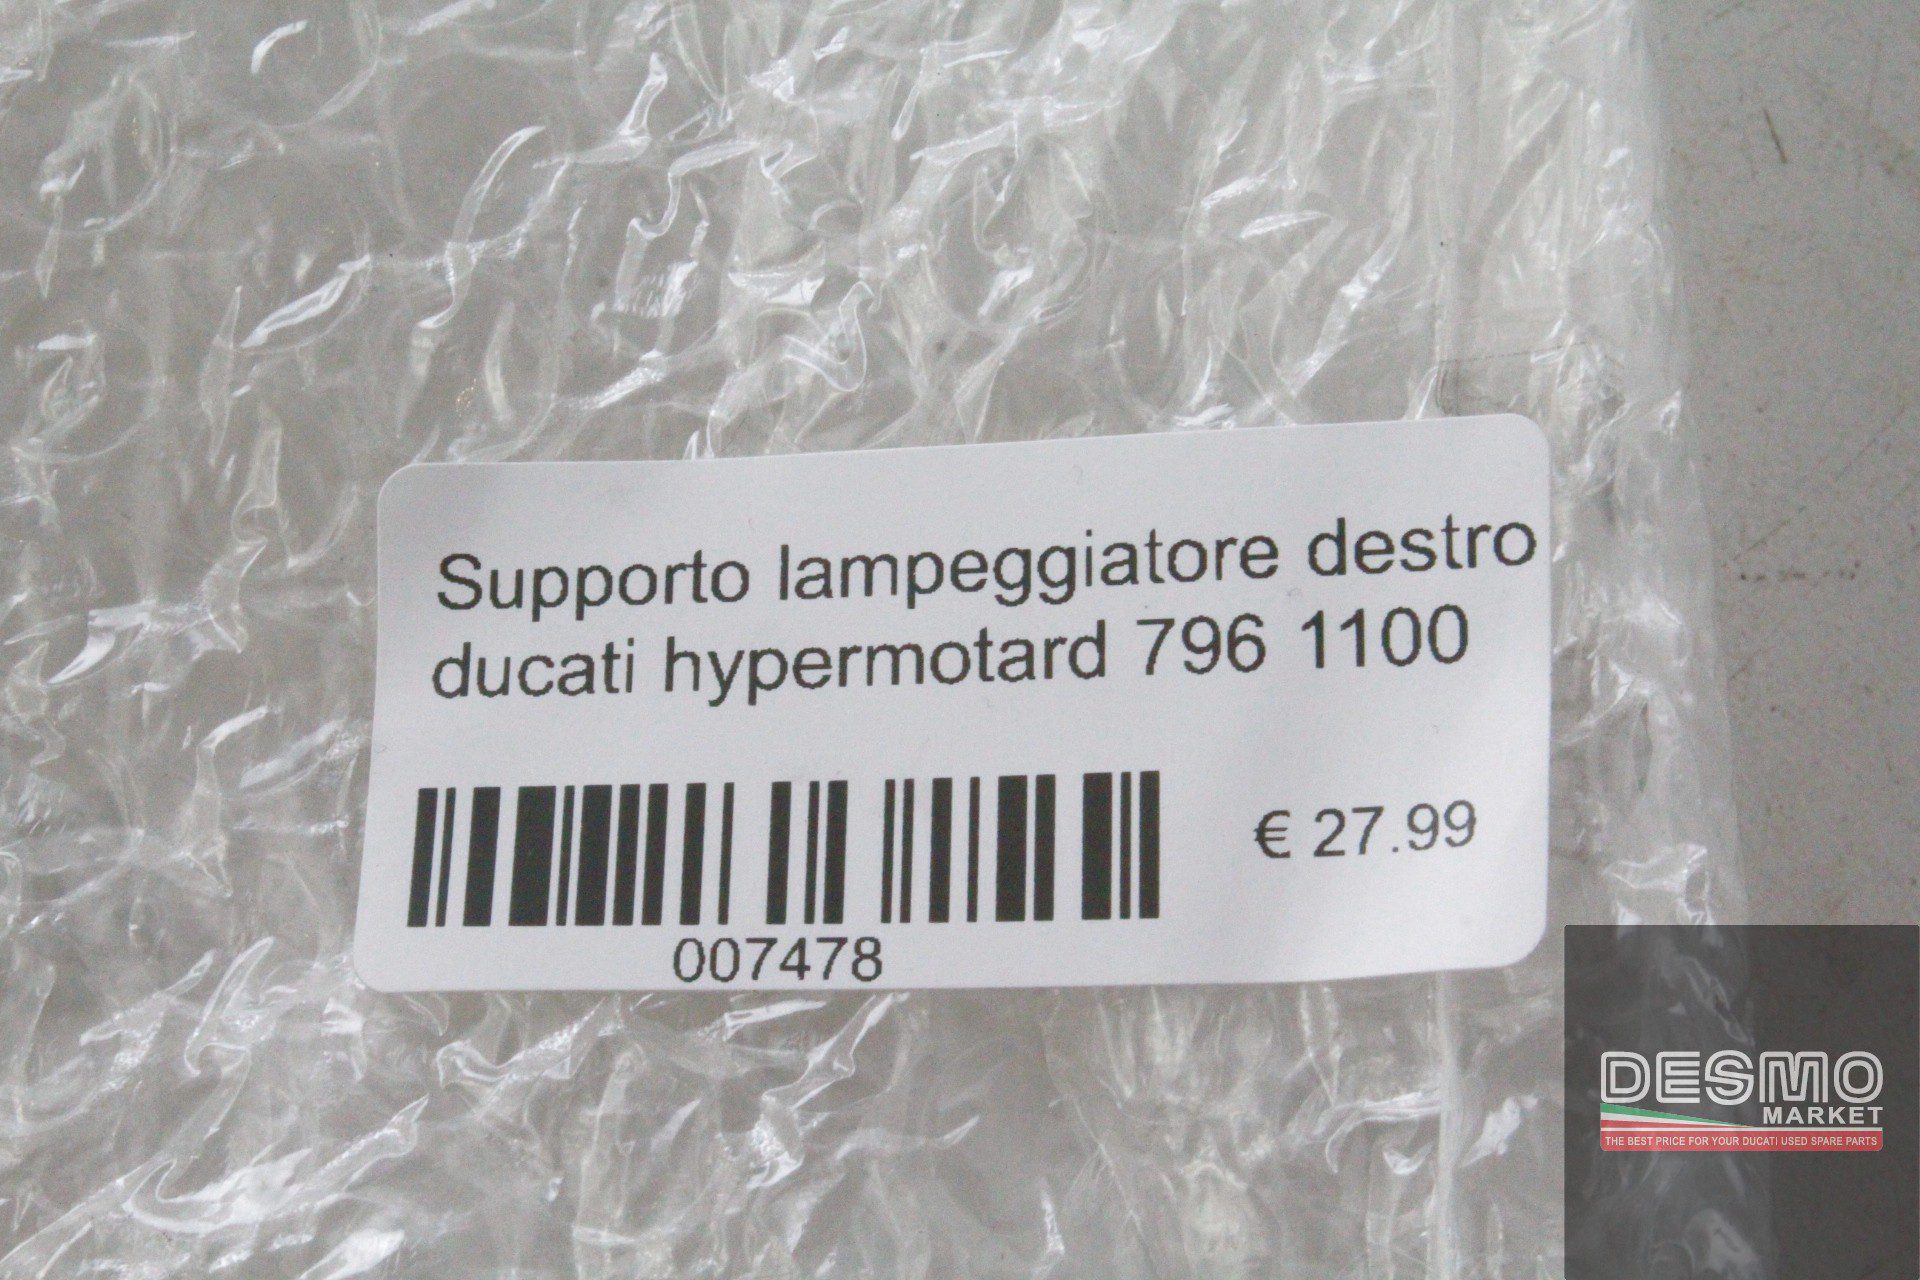 Supporto lampeggiatore destro
ducati hypermotard 796 1100
€ 27.99
007478
DESMO
MARKET
THE BEST PRICE FOR YOUR DUCATI USED SPARE PARTS